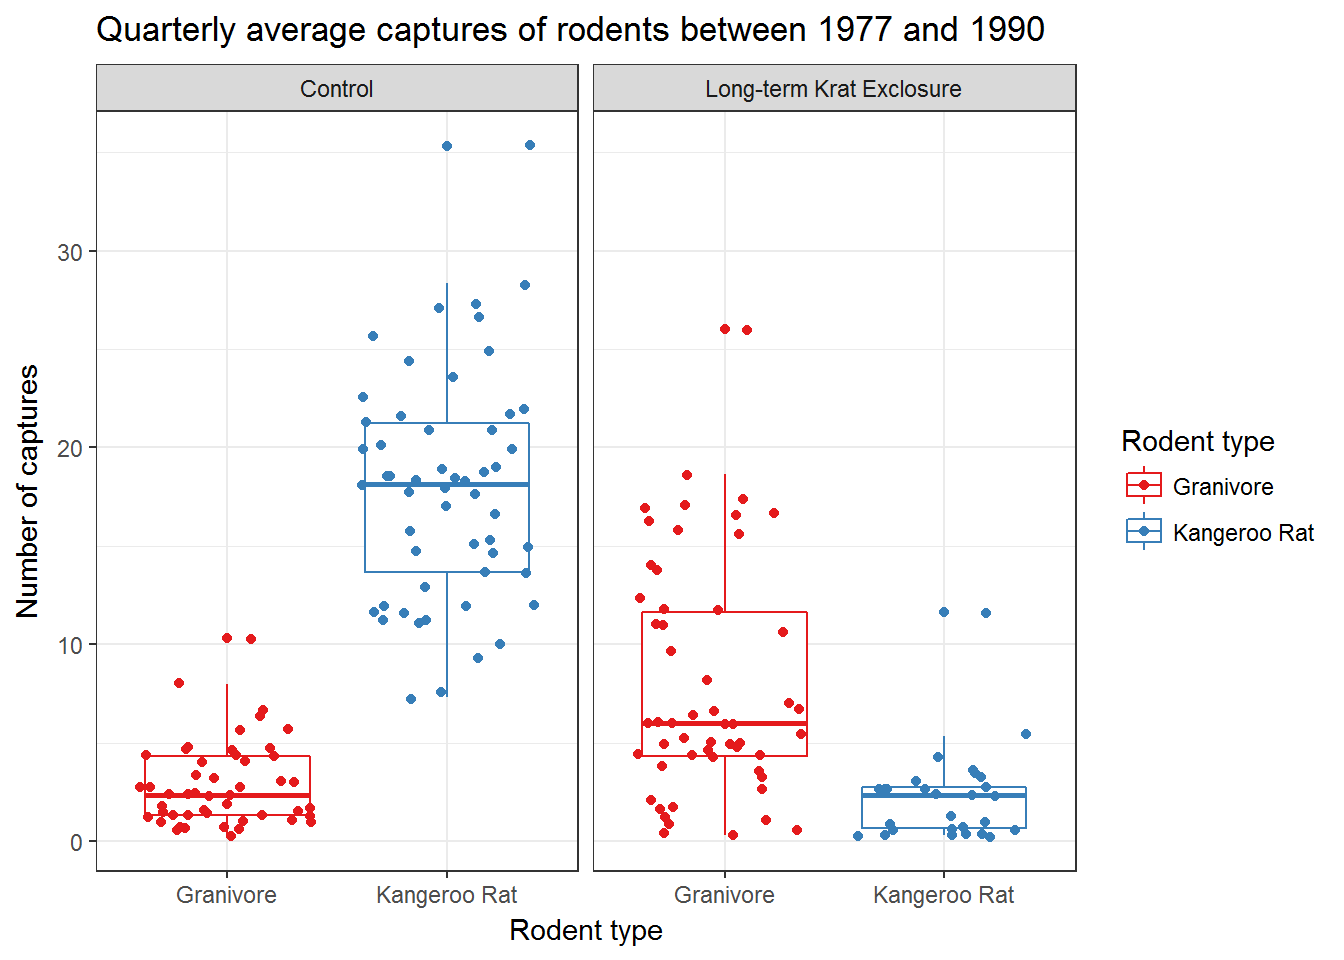 Quarterly average captures of rodents between 1977 and 1990
Control
Long-term Krat Exclosure
Number of captures
30
20
10
0
Granivore
Kangeroo Rat
Granivore
Kangeroo Rat
Rodent type
Rodent type
Granivore
Kangeroo Rat